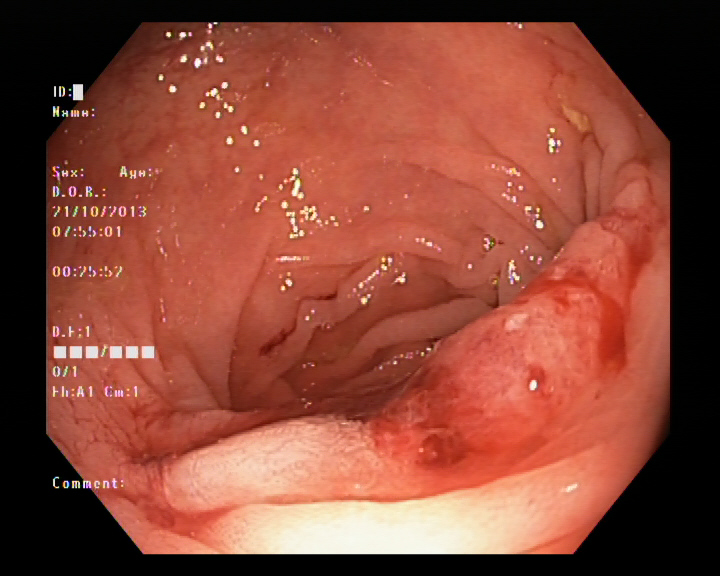 ID:
Name:
Sex: Age:
D.O.B.:
21/10/2013
07:55:01
00:25:52
D.F:1
■■■/■■■
0/1
Ph:A1 Cm:1
Comment: